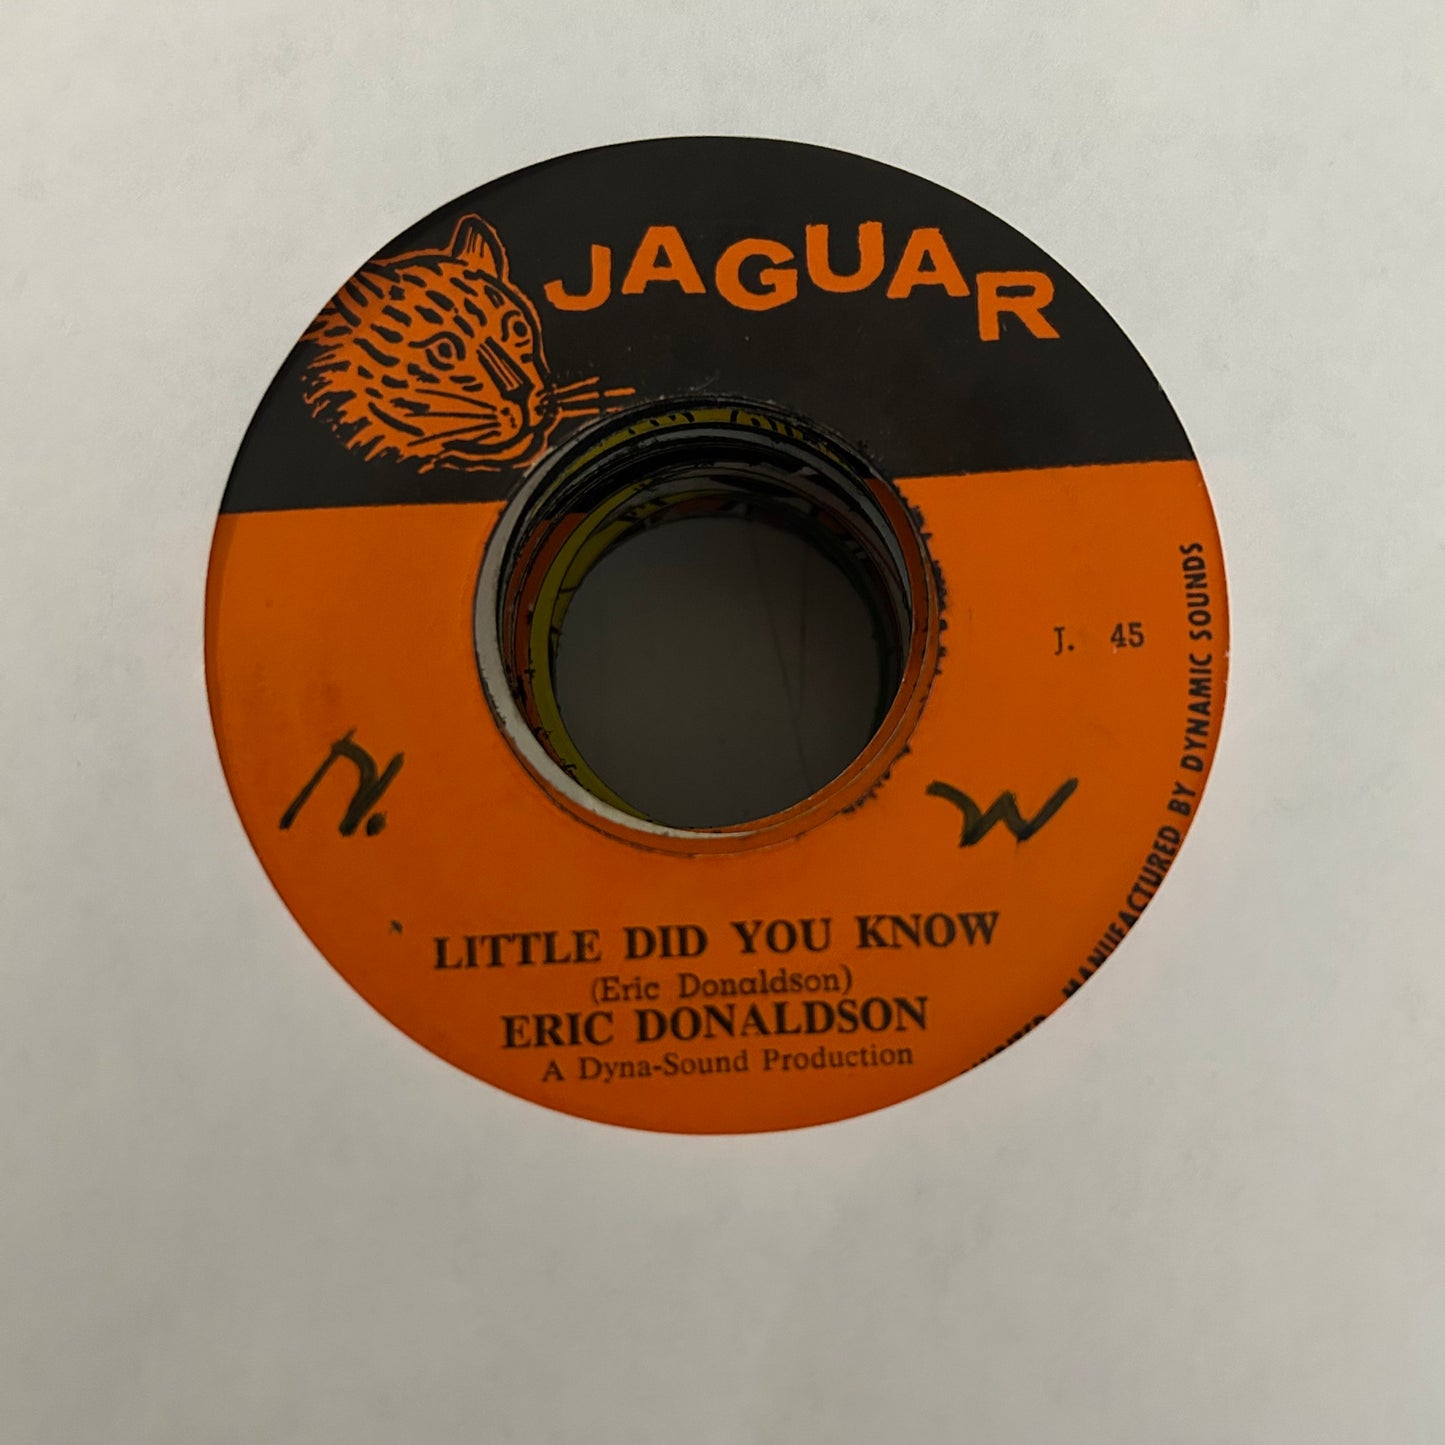 JAGUAR
J. 45
N. W
LITTLE DID YOU KNOW
(Eric Donaldson)
ERIC DONALDSON
A Dyna-Sound Production
MANUFACTURED BY DYNAMIC SOUNDS